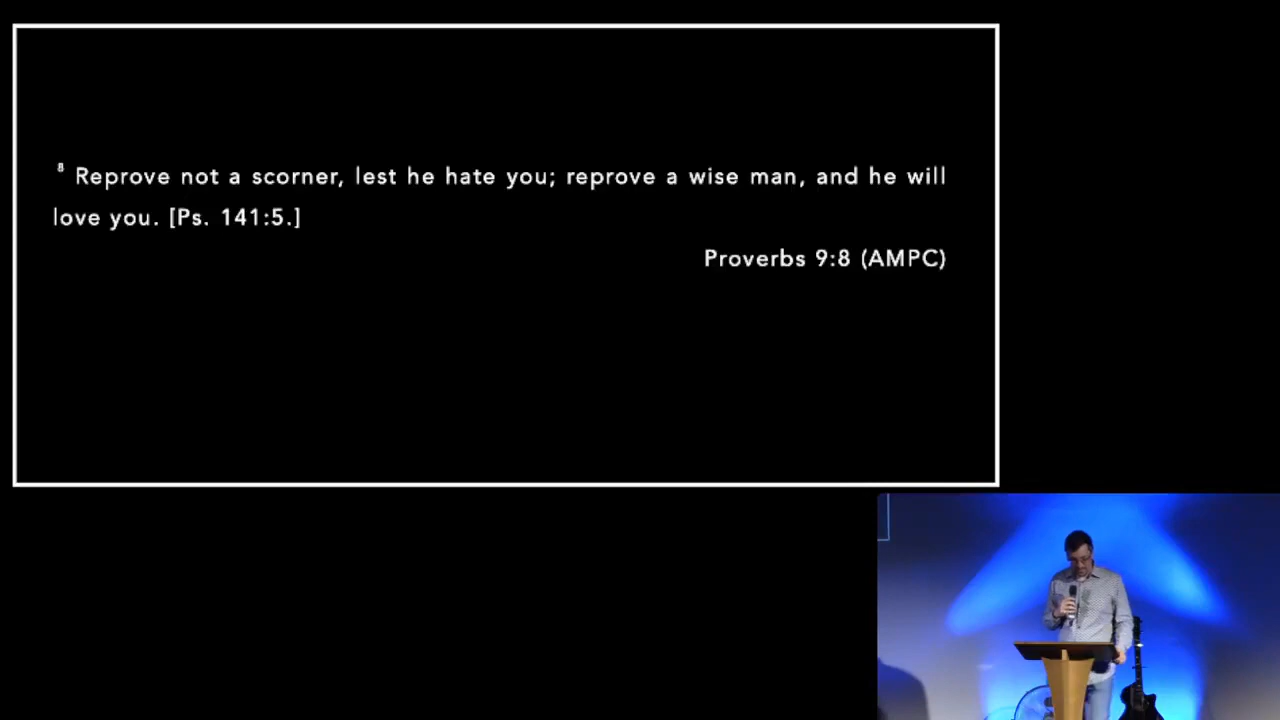 ⁸ Reprove not a scorner, lest he hate you; reprove a wise man, and he will
love you. [Ps. 141:5.]
Proverbs 9:8 (AMPC)